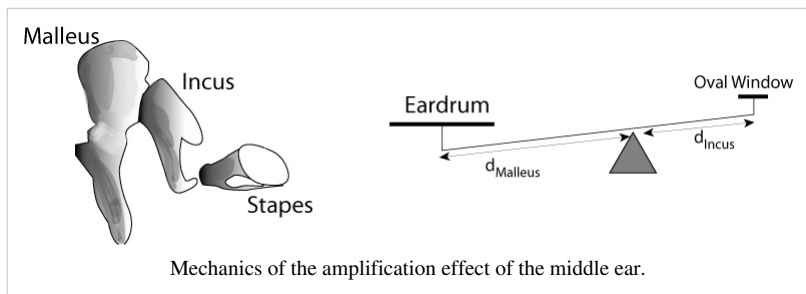 Malleus
Incus
Stapes
Eardrum
Oval Window
dMalleus
dIncus
Mechanics of the amplification effect of the middle ear.